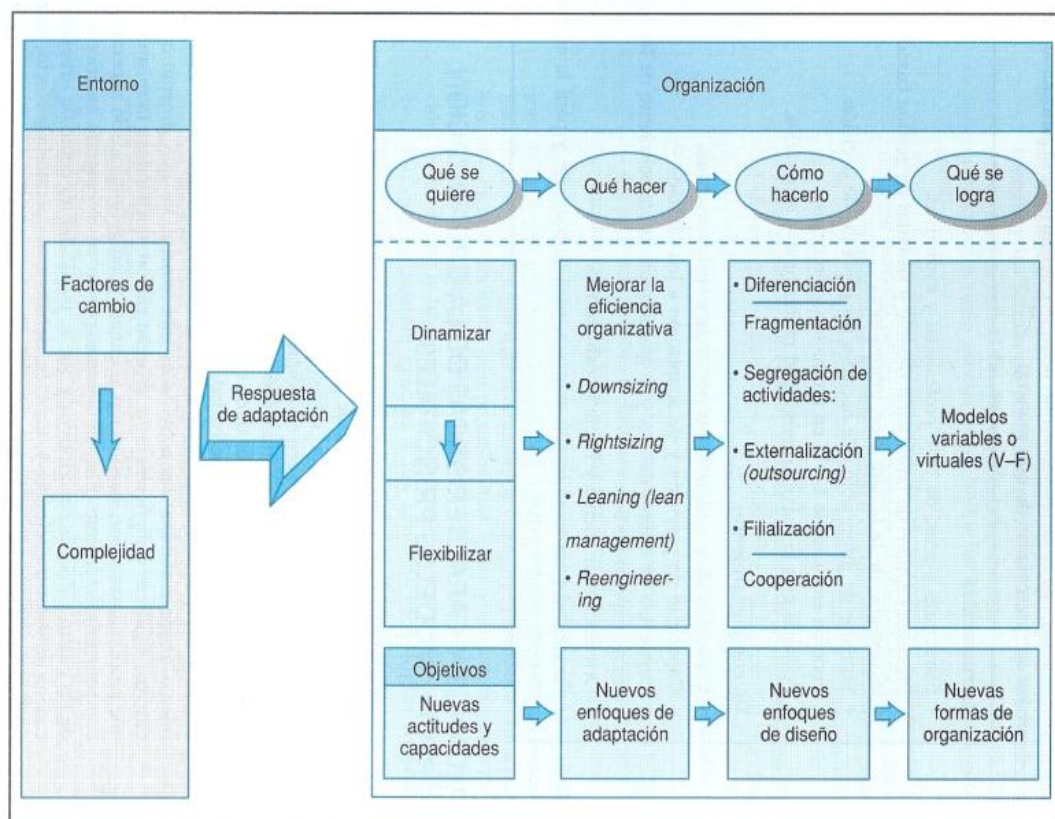 Entorno
Factores de
cambio
Complejidad
Respuesta
de adaptación
Organización
Qué se
quiere
Qué hacer
Cómo
hacerlo
Qué se
logra
Dinamizar
Flexibilizar
Mejorar la
eficiencia
organizativa
• Downsizing
• Rightsizing
• Leaning (lean
management)
• Reengineer-
ing
• Diferenciación
Fragmentación
• Segregación de
actividades:
• Externalización
(outsourcing)
• Filialización
Cooperación
Modelos
variables o
virtuales (V–F)
Objetivos
Nuevas
actitudes y
capacidades
Nuevos
enfoques de
adaptación
Nuevos
enfoques
de diseño
Nuevas
formas de
organización